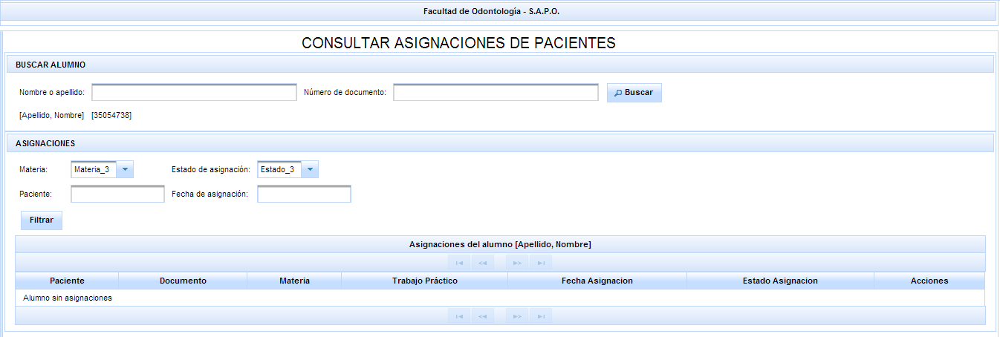 Facultad de Odontología - S.A.P.O.
CONSULTAR ASIGNACIONES DE PACIENTES
BUSCAR ALUMNO
Nombre o apellido: Número de documento: Buscar
[Apellido, Nombre] [35054738]
ASIGNACIONES
Materia: Materia_3 Estado de asignación: Estado_3
Paciente: Fecha de asignación:
Filtrar
Asignaciones del alumno [Apellido, Nombre]
Paciente Documento Materia Trabajo Práctico Fecha Asignacion Estado Asignacion Acciones
Alumno sin asignaciones